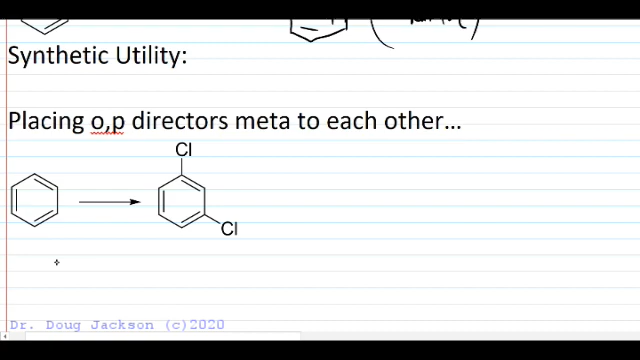 Synthetic Utility:
Placing o,p directors meta to each other...
Cl
Cl
Dr. Doug Jackson (c)2020